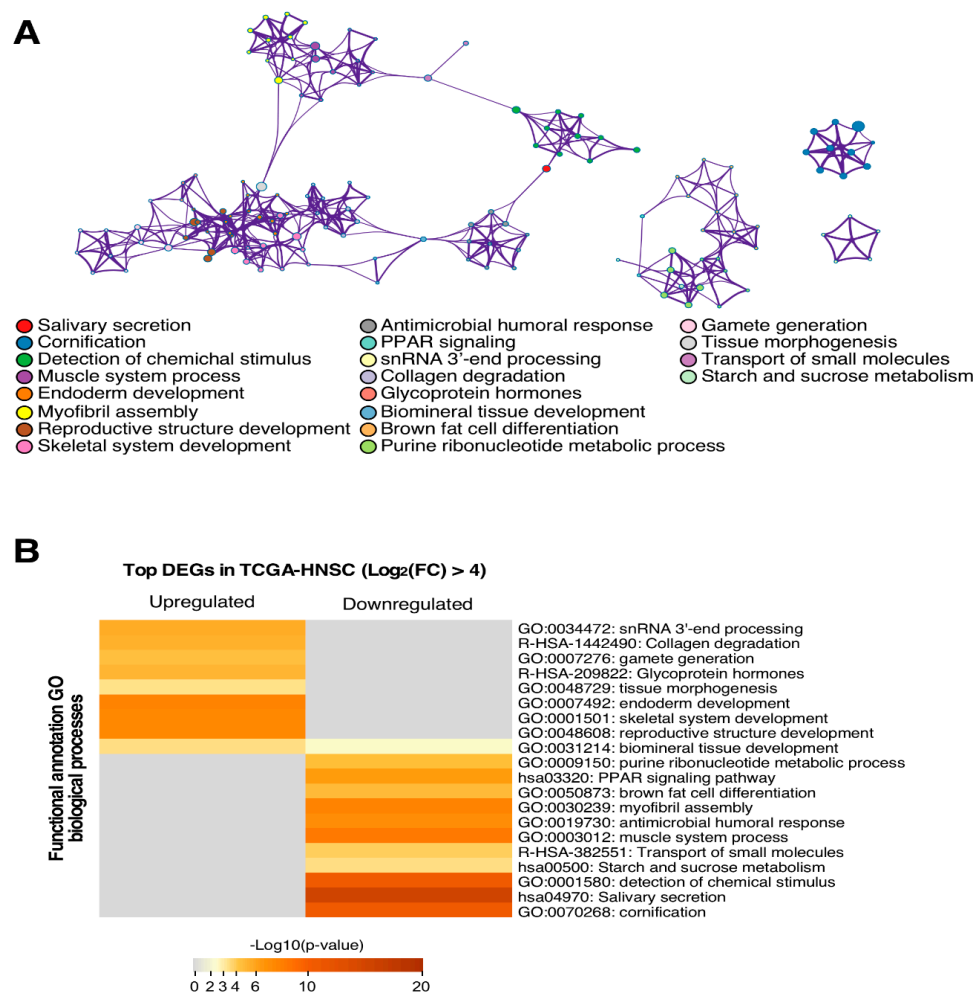 A
Salivary secretion
Cornification
Detection of chemichal stimulus
Muscle system process
Endoderm development
Myofibril assembly
Reproductive structure development
Skeletal system development
Antimicrobial humoral response
PPAR signaling
snRNA 3'-end processing
Collagen degradation
Glycoprotein hormones
Biomineral tissue development
Brown fat cell differentiation
Purine ribonucleotide metabolic process
Gamete generation
Tissue morphogenesis
Transport of small molecules
Starch and sucrose metabolism
B
Top DEGs in TCGA-HNSC (Log2(FC) > 4)
Upregulated Downregulated
Functional annotation GO
biological processes
GO:0034472: snRNA 3'-end processing
R-HSA-1442490: Collagen degradation
GO:0007276: gamete generation
R-HSA-209822: Glycoprotein hormones
GO:0048729: tissue morphogenesis
GO:0007492: endoderm development
GO:0001501: skeletal system development
GO:0048608: reproductive structure development
GO:0031214: biomineral tissue development
GO:0009150: purine ribonucleotide metabolic process
hsa03320: PPAR signaling pathway
GO:0050873: brown fat cell differentiation
GO:0030239: myofibril assembly
GO:0019730: antimicrobial humoral response
GO:0003012: muscle system process
R-HSA-382551: Transport of small molecules
hsa00500: Starch and sucrose metabolism
GO:0001580: detection of chemical stimulus
hsa04970: Salivary secretion
GO:0070268: cornification
-Log10(p-value)
0 2 3 4 6 10 20